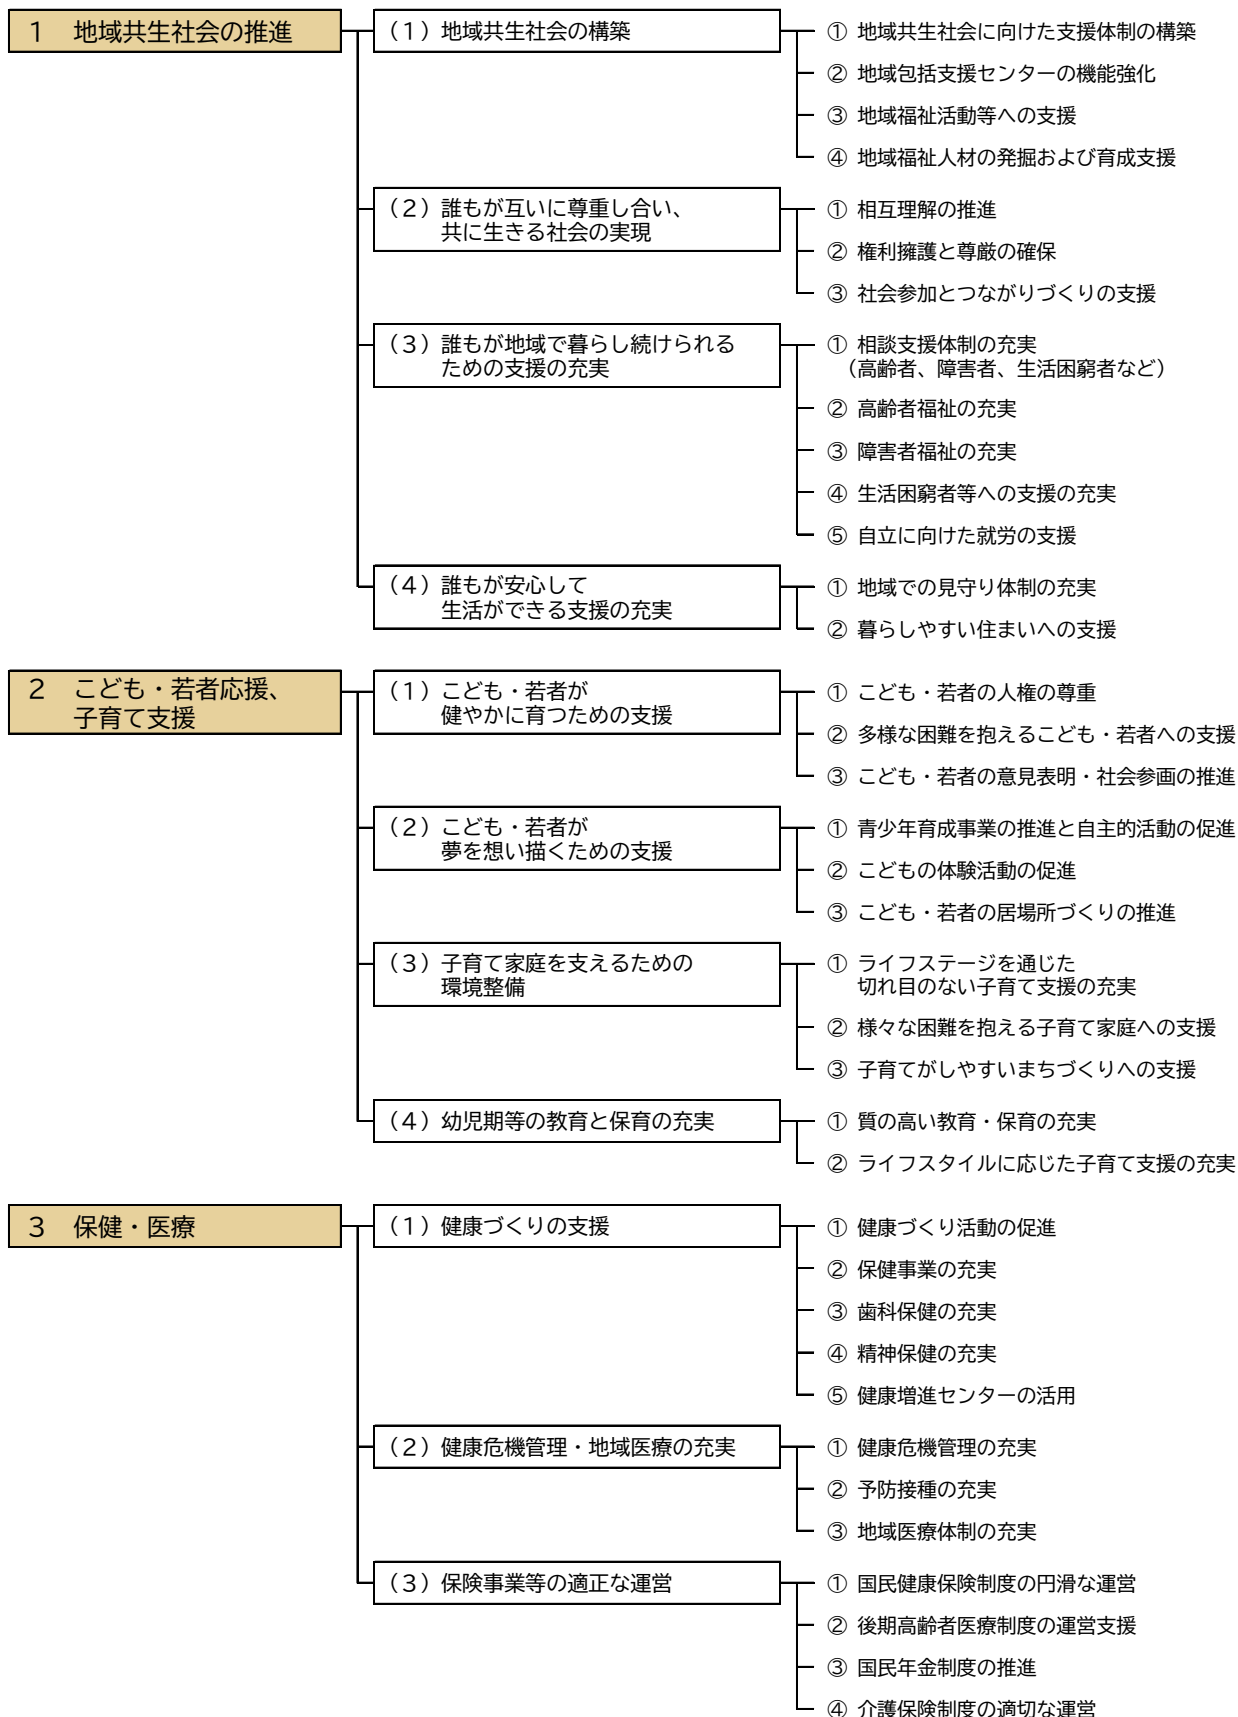 1　地域共生社会の推進
（1）地域共生社会の構築
① 地域共生社会に向けた支援体制の構築
② 地域包括支援センターの機能強化
③ 地域福祉活動等への支援
④ 地域福祉人材の発掘および育成支援
（2）誰もが互いに尊重し合い、
共に生きる社会の実現
① 相互理解の推進
② 権利擁護と尊厳の確保
③ 社会参加とつながりづくりの支援
（3）誰もが地域で暮らし続けられる
ための支援の充実
① 相談支援体制の充実
（高齢者、障害者、生活困窮者など）
② 高齢者福祉の充実
③ 障害者福祉の充実
④ 生活困窮者等への支援の充実
⑤ 自立に向けた就労の支援
（4）誰もが安心して
生活ができる支援の充実
① 地域での見守り体制の充実
② 暮らしやすい住まいへの支援
2　こども・若者応援、
子育て支援
（1）こども・若者が
健やかに育つための支援
① こども・若者の人権の尊重
② 多様な困難を抱えるこども・若者への支援
③ こども・若者の意見表明・社会参画の推進
（2）こども・若者が
夢を想い描くための支援
① 青少年育成事業の推進と自主的活動の促進
② こどもの体験活動の促進
③ こども・若者の居場所づくりの推進
（3）子育て家庭を支えるための
環境整備
① ライフステージを通じた
切れ目のない子育て支援の充実
② 様々な困難を抱える子育て家庭への支援
③ 子育てがしやすいまちづくりへの支援
（4）幼児期等の教育と保育の充実
① 質の高い教育・保育の充実
② ライフスタイルに応じた子育て支援の充実
3　保健・医療
（1）健康づくりの支援
① 健康づくり活動の促進
② 保健事業の充実
③ 歯科保健の充実
④ 精神保健の充実
⑤ 健康増進センターの活用
（2）健康危機管理・地域医療の充実
① 健康危機管理の充実
② 予防接種の充実
③ 地域医療体制の充実
（3）保険事業等の適正な運営
① 国民健康保険制度の円滑な運営
② 後期高齢者医療制度の運営支援
③ 国民年金制度の推進
④ 介護保険制度の適切な運営